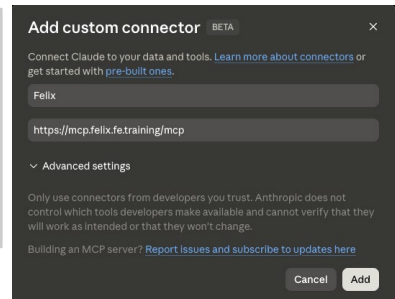 Add custom connector BETA
Connect Claude to your data and tools. Learn more about connectors or
get started with pre-built ones.
Felix
https://mcp.felix.fe.training/mcp
Advanced settings
Only use connectors from developers you trust. Anthropic does not
control which tools developers make available and cannot verify that they
will work as intended or that they won't change.
Building an MCP server? Report issues and subscribe to updates here
Cancel Add